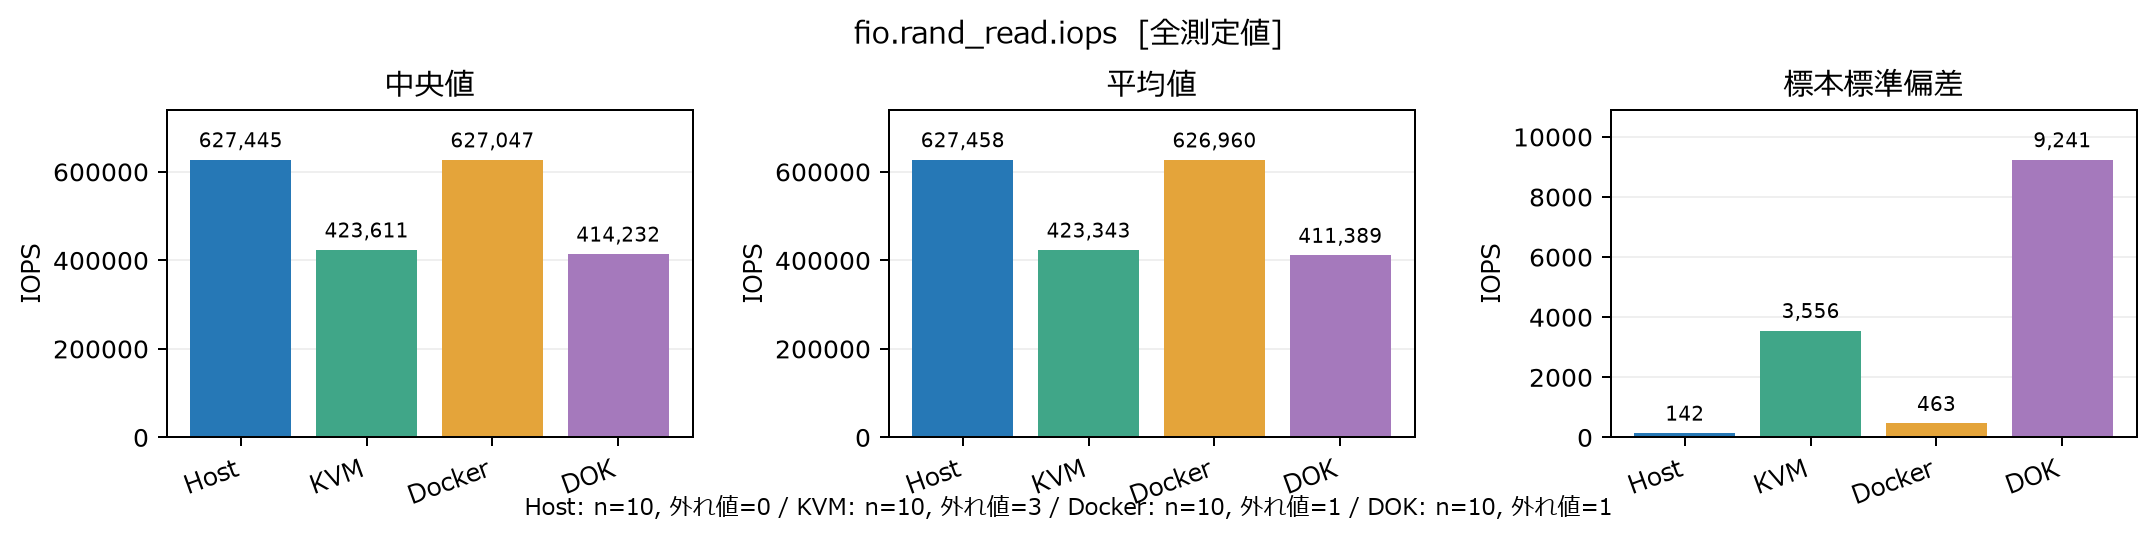 fio.rand_read.iops [全測定値]
中央値
627,445
423,611
627,047
414,232
600000
400000
200000
0
IOPS
Host
KVM
Docker
DOK
平均値
627,458
423,343
626,960
411,389
600000
400000
200000
0
IOPS
Host
KVM
Docker
DOK
標本標準偏差
142
3,556
463
9,241
10000
8000
6000
4000
2000
0
IOPS
Host
KVM
Docker
DOK
Host: n=10, 外れ値=0 / KVM: n=10, 外れ値=3 / Docker: n=10, 外れ値=1 / DOK: n=10, 外れ値=1